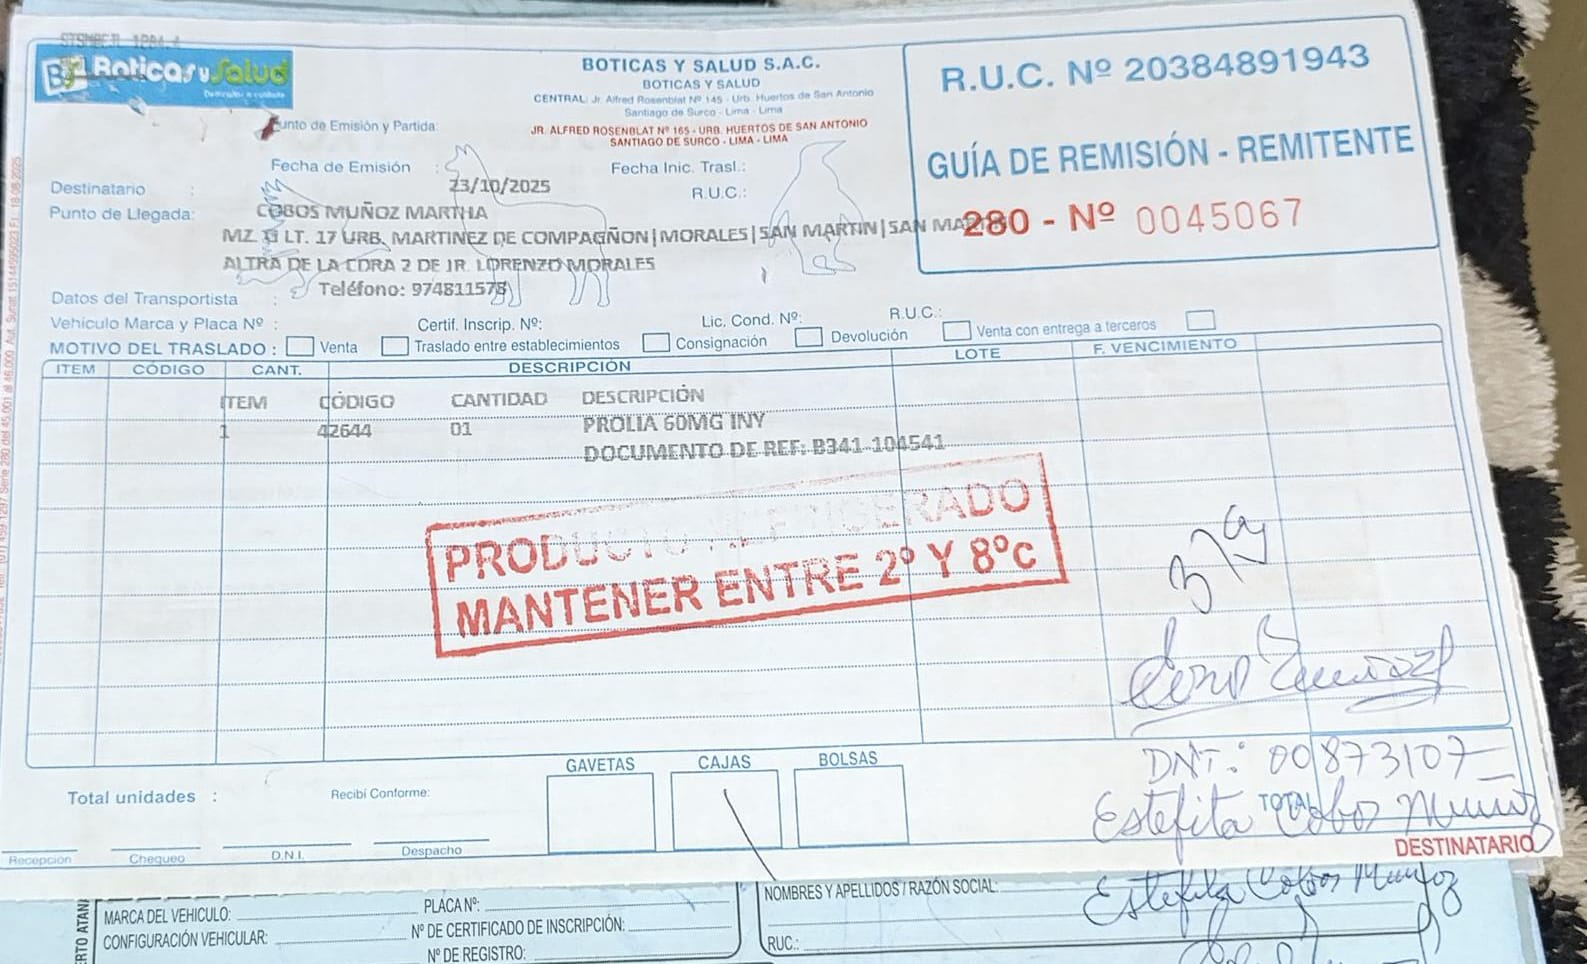 STSMBCJL 1284.4
BS Boticas y Salud
BOTICAS Y SALUD S.A.C.
BOTICAS Y SALUD
CENTRAL: Jr. Alfred Rosenblat Nº 145 - Urb. Huertos de San Antonio
Santiago de Surco - Lima - Lima
Punto de Emisión y Partida:
JR. ALFRED ROSENBLAT Nº 165 - URB. HUERTOS DE SAN ANTONIO
SANTIAGO DE SURCO - LIMA - LIMA
R.U.C. Nº 20384891943
GUÍA DE REMISIÓN - REMITENTE
280 - Nº 0045067
Fecha de Emisión :
Fecha Inic. Trasl.:
23/10/2025
Destinatario :
R.U.C.:
COBOS MUÑOZ MARTHA
Punto de Llegada:
MZ. LT. 17 URB. MARTINEZ DE COMPAGÑON|MORALES|SAN MARTIN|SAN MARTIN
ALTRA DE LA CDRA 2 DE JR. LORENZO MORALES
Teléfono: 974811578
Datos del Transportista :
Vehículo Marca y Placa Nº :
Certif. Inscrip. Nº:
Lic. Cond. Nº:
R.U.C.:
MOTIVO DEL TRASLADO : Venta Traslado entre establecimientos Consignación Devolución Venta con entrega a terceros
ITEM CÓDIGO CANT. DESCRIPCIÓN LOTE F. VENCIMIENTO
ITEM CÓDIGO CANTIDAD DESCRIPCIÓN
1 42644 01 PROLIA 60MG INY
DOCUMENTO DE REF: B341-104541
PRODUCTO REFRIGERADO
MANTENER ENTRE 2º Y 8ºC
DNI: 00873107
Estefita Cobos Muñoz
GAVETAS CAJAS BOLSAS
Total unidades :
Recibí Conforme:
TOTAL
Recepción Chequeo D.N.I. Despacho
DESTINATARIO
MARCA DEL VEHICULO:
PLACA Nº:
NOMBRES Y APELLIDOS / RAZÓN SOCIAL:
Estefita Cobos Muñoz
CONFIGURACIÓN VEHICULAR:
Nº DE CERTIFICADO DE INSCRIPCIÓN:
RUC:
Nº DE REGISTRO: